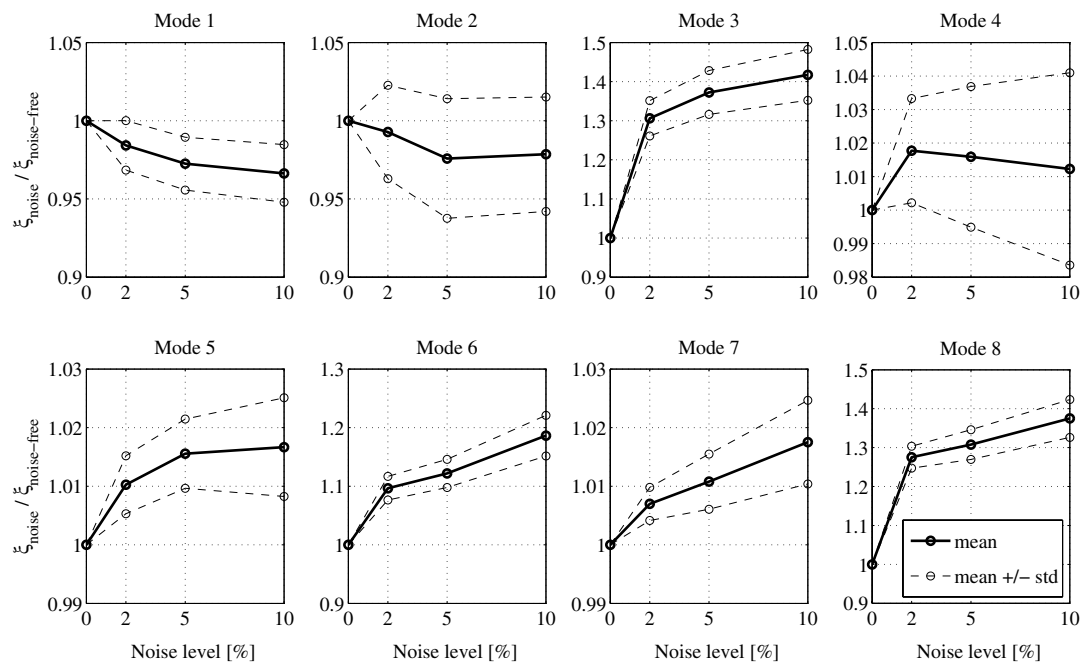 Mode 1
Mode 2
Mode 3
Mode 4
ξnoise / ξnoise−free
1.05
1
0.95
0.9
0 2 5 10
1.05
1
0.95
0.9
0 2 5 10
1.5
1.4
1.3
1.2
1.1
1
0.9
0 2 5 10
1.05
1.04
1.03
1.02
1.01
1
0.99
0.98
0 2 5 10
Mode 5
Mode 6
Mode 7
Mode 8
ξnoise / ξnoise−free
1.03
1.02
1.01
1
0.99
0 2 5 10
Noise level [%]
1.3
1.2
1.1
1
0.9
0 2 5 10
Noise level [%]
1.03
1.02
1.01
1
0.99
0 2 5 10
Noise level [%]
1.5
1.4
1.3
1.2
1.1
1
0.9
0 2 5 10
Noise level [%]
mean
mean +/− std